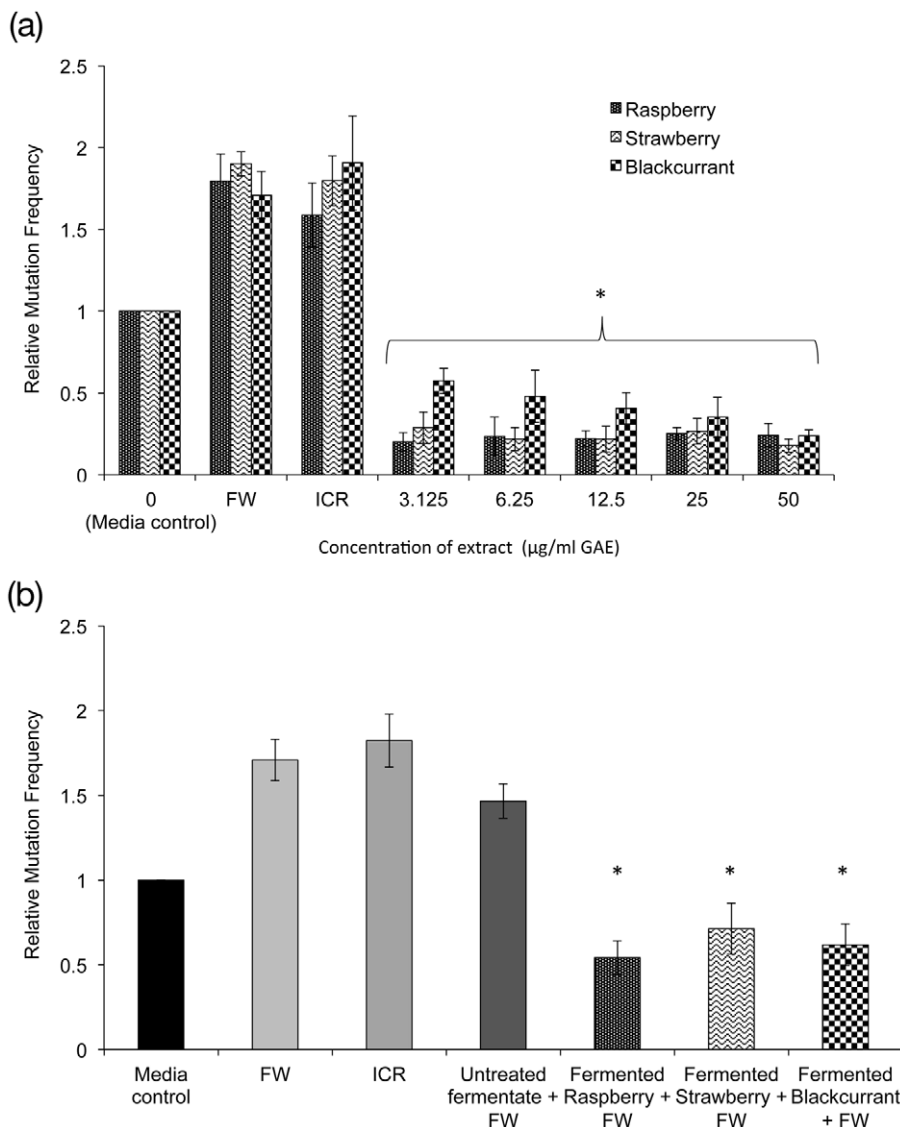 (a)
2.5
2
1.5
1
0.5
0
Relative Mutation Frequency
Raspberry
Strawberry
Blackcurrant
*
0 FW ICR 3.125 6.25 12.5 25 50
(Media control)
Concentration of extract (µg/ml GAE)
(b)
2.5
2
1.5
1
0.5
0
Relative Mutation Frequency
* * *
Media FW ICR Untreated Fermented Fermented Fermented
control fermentate + Raspberry + Strawberry + Blackcurrant
FW FW FW + FW